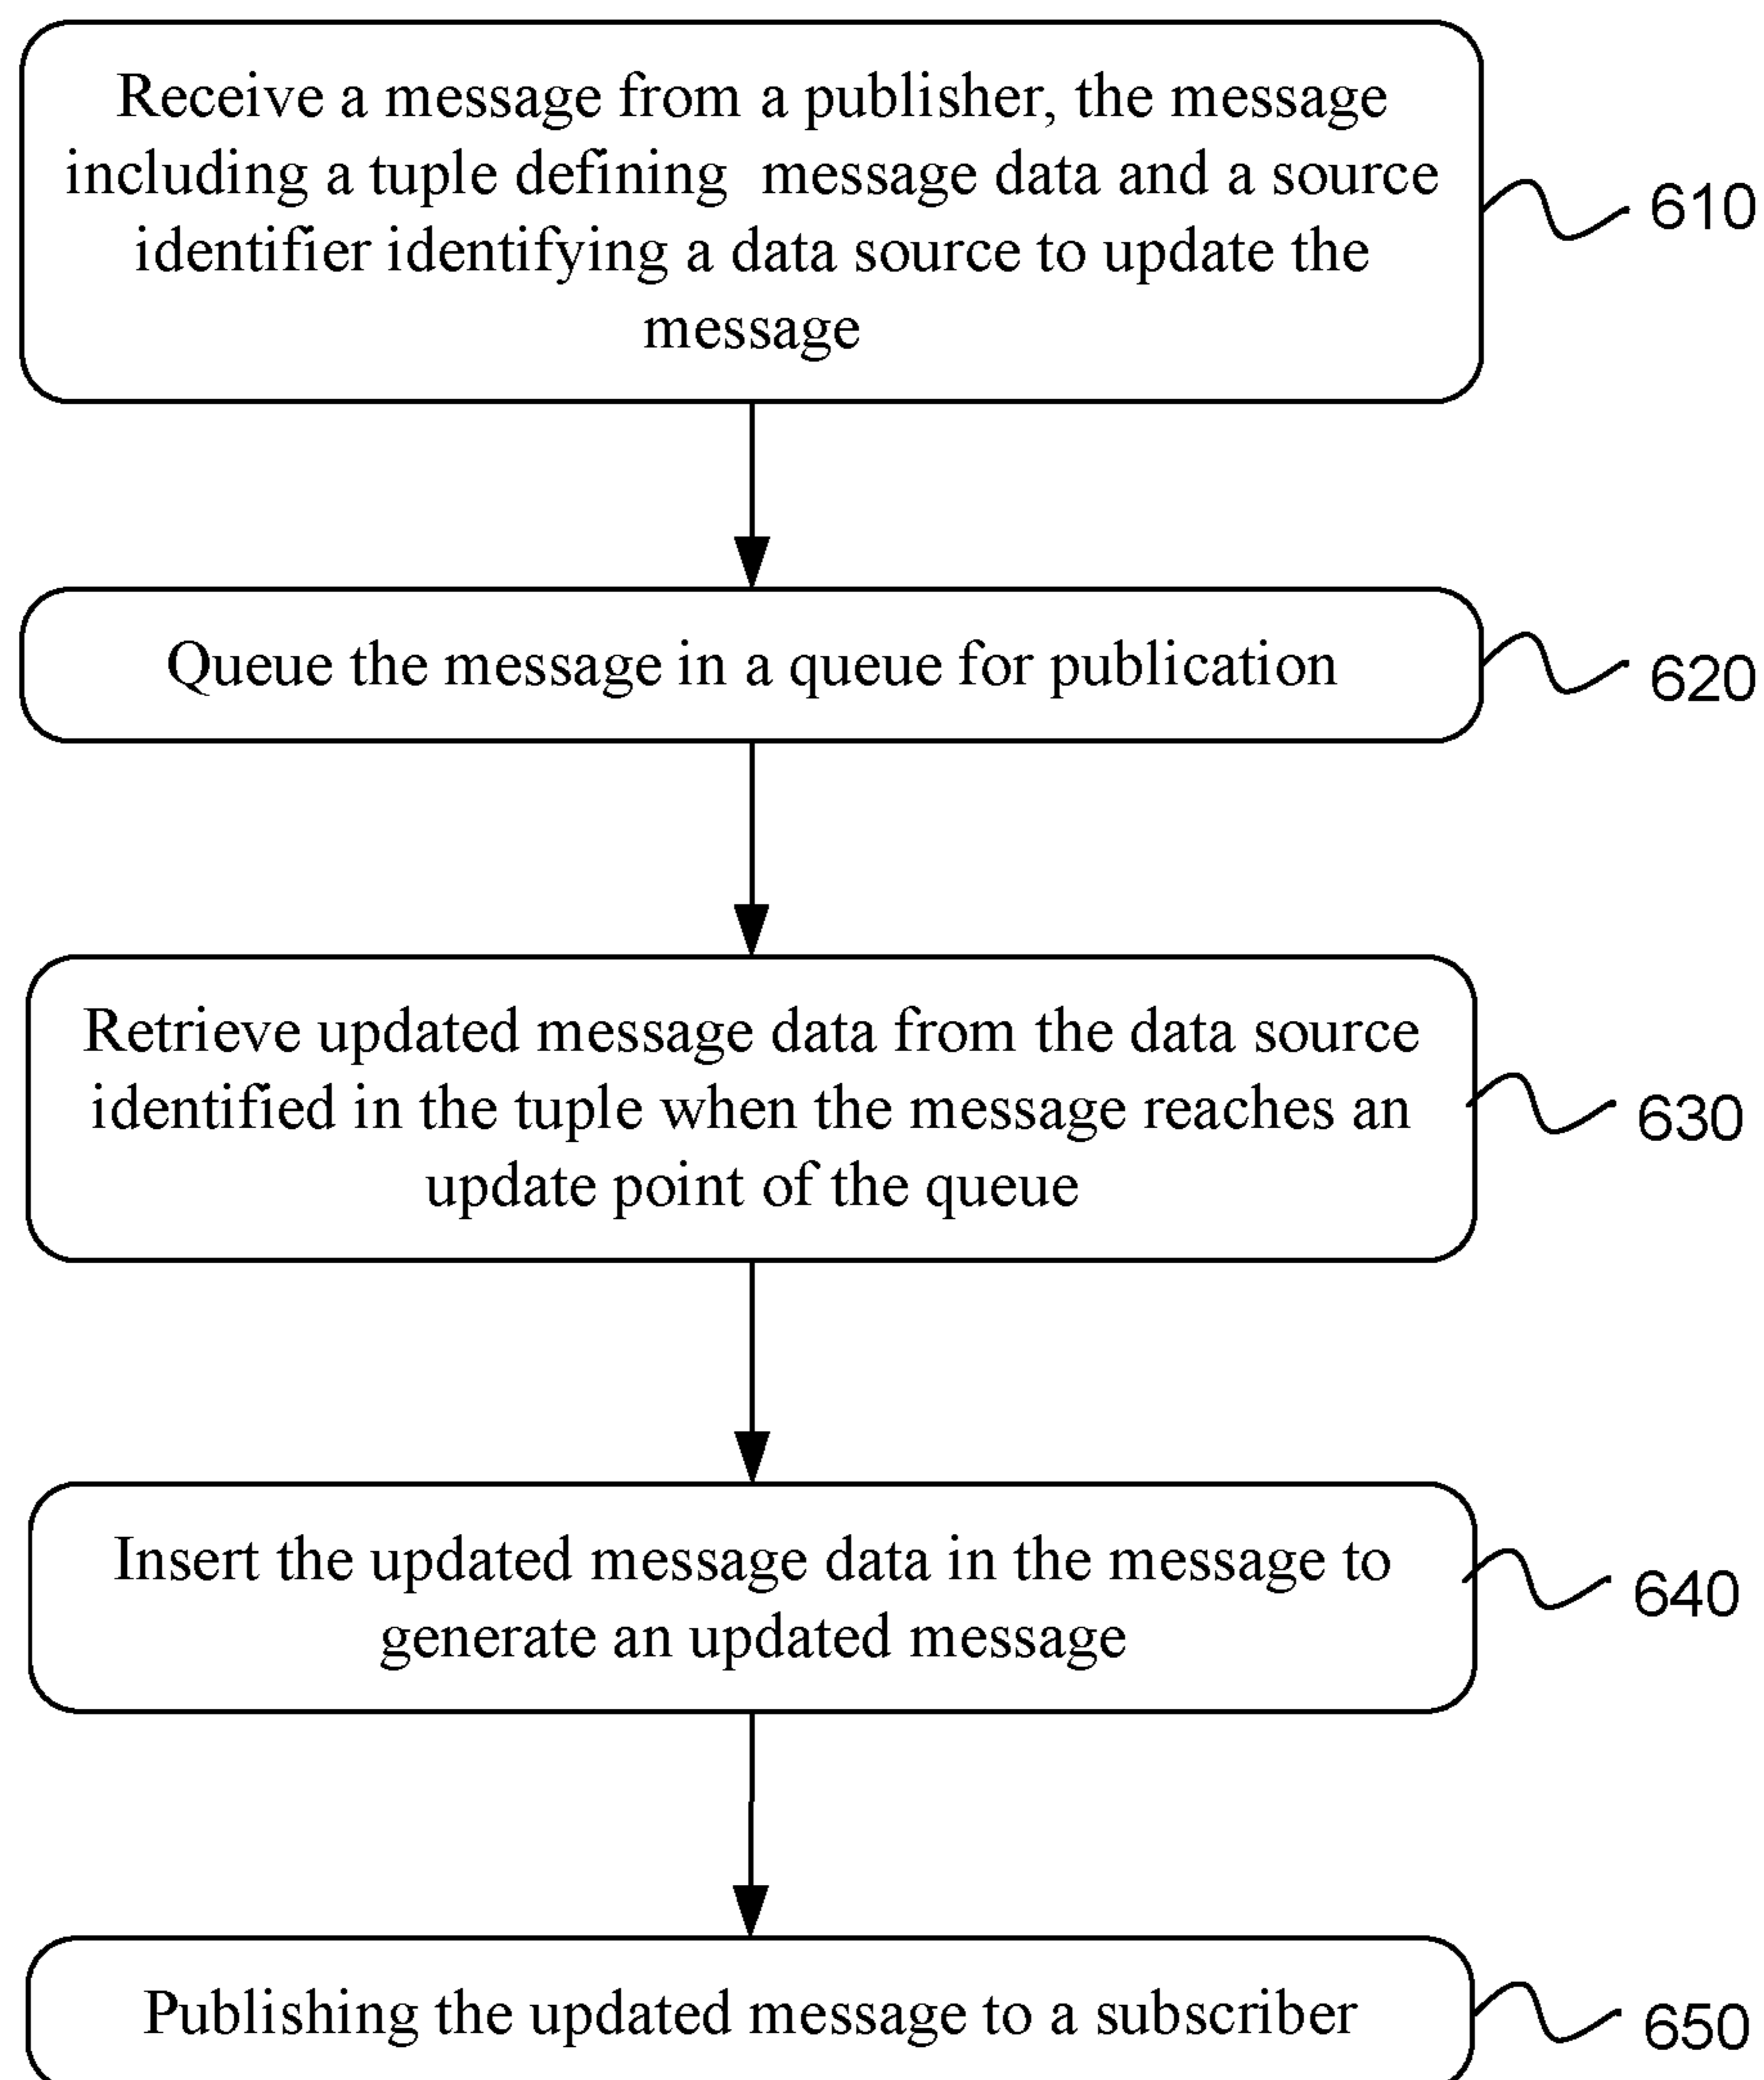 Receive a message from a publisher, the message
including a tuple defining message data and a source
identifier identifying a data source to update the
message
610
Queue the message in a queue for publication
620
Retrieve updated message data from the data source
identified in the tuple when the message reaches an
update point of the queue
630
Insert the updated message data in the message to
generate an updated message
640
Publishing the updated message to a subscriber
650